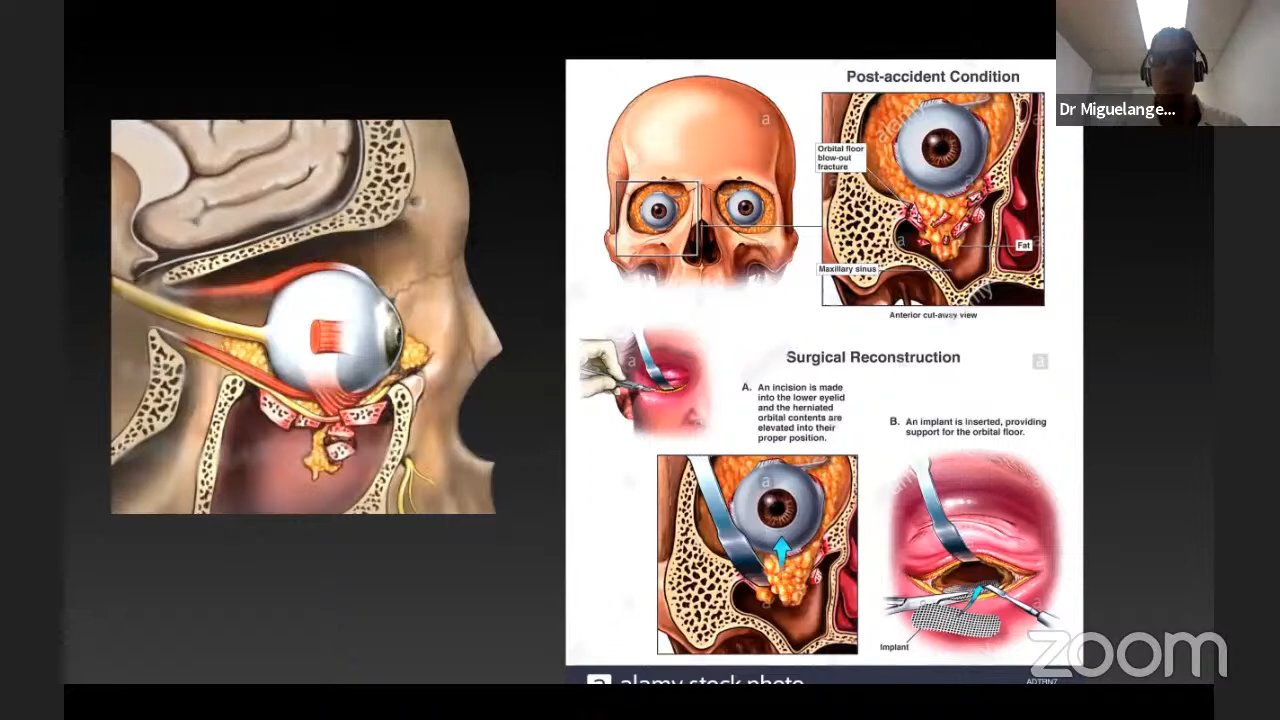 Dr Miguelange...
Post-accident Condition
Orbital floor
blow-out
fracture
Fat
Maxillary sinus
Anterior cut-away view
Surgical Reconstruction
A. An incision is made
into the lower eyelid
and the herniated
orbital contents are
elevated into their
proper position.
B. An implant is inserted, providing
support for the orbital floor.
Implant
zoom
a alamy stock photo
ADTRN7
alamy
a